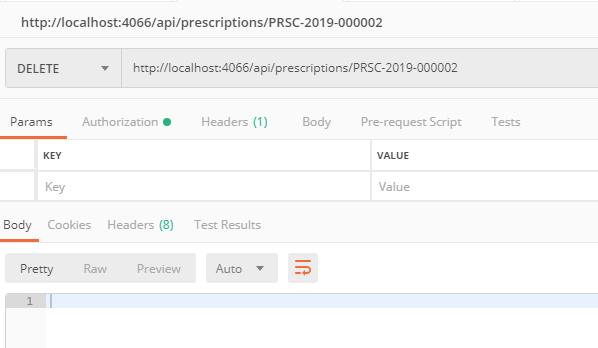 http://localhost:4066/api/prescriptions/PRSC-2019-000002
DELETE http://localhost:4066/api/prescriptions/PRSC-2019-000002
Params Authorization Headers (1) Body Pre-request Script Tests
KEY VALUE
Key Value
Body Cookies Headers (8) Test Results
Pretty Raw Preview Auto
1